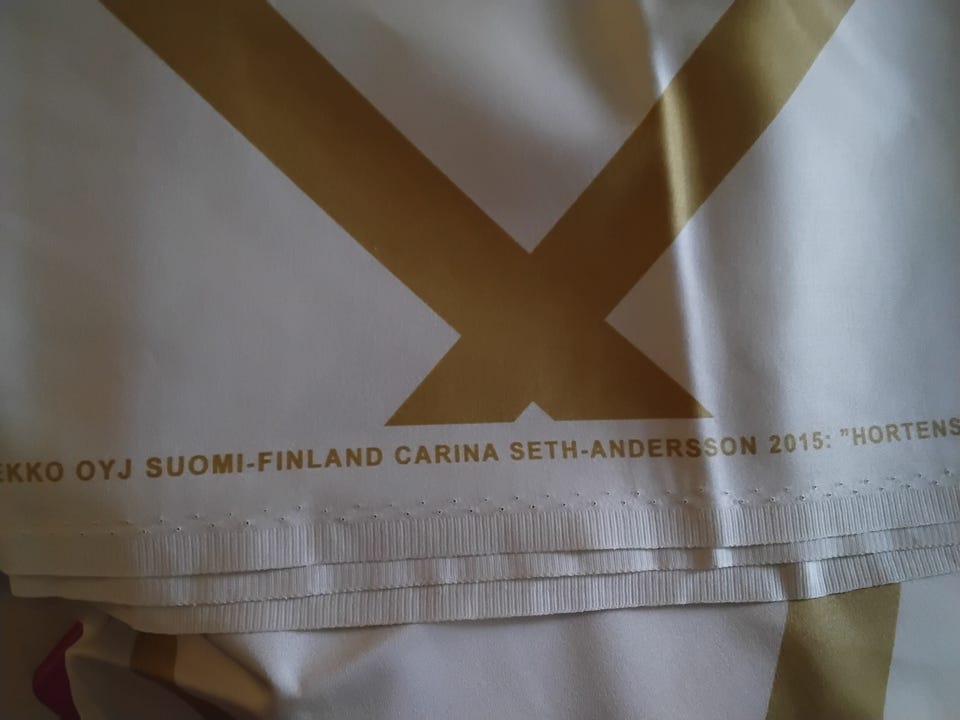 EKKO OYJ SUOMI-FINLAND CARINA SETH-ANDERSSON 2015: "HORTENS